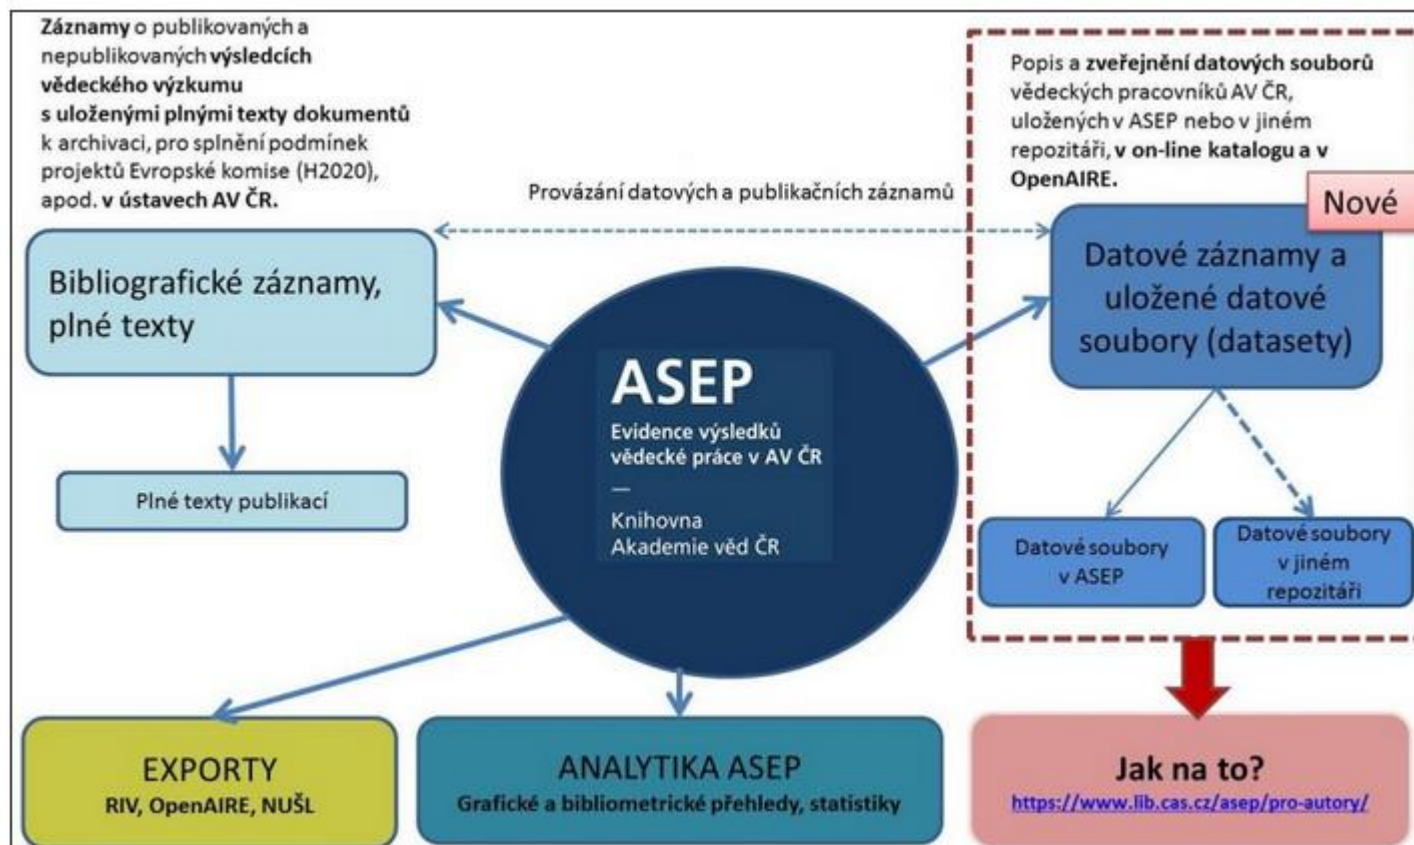 Záznamy o publikovaných a
nepublikovaných výsledcích
vědeckého výzkumu
s uloženými plnými texty dokumentů
k archivaci, pro splnění podmínek
projektů Evropské komise (H2020),
apod. v ústavech AV ČR.
Popis a zveřejnění datových souborů
vědeckých pracovníků AV ČR,
uložených v ASEP nebo v jiném
repozitáři, v on-line katalogu a v
OpenAIRE.
Nové
Provázání datových a publikačních záznamů
Bibliografické záznamy,
plné texty
Datové záznamy a
uložené datové
soubory (datasety)
ASEP
Evidence výsledků
vědecké práce v AV ČR
—
Knihovna
Akademie věd ČR
Plné texty publikací
Datové soubory
v ASEP
Datové soubory
v jiném
repozitáři
EXPORTY
RIV, OpenAIRE, NUŠL
ANALYTIKA ASEP
Grafické a bibliometrické přehledy, statistiky
Jak na to?
https://www.lib.cas.cz/asep/pro-autory/